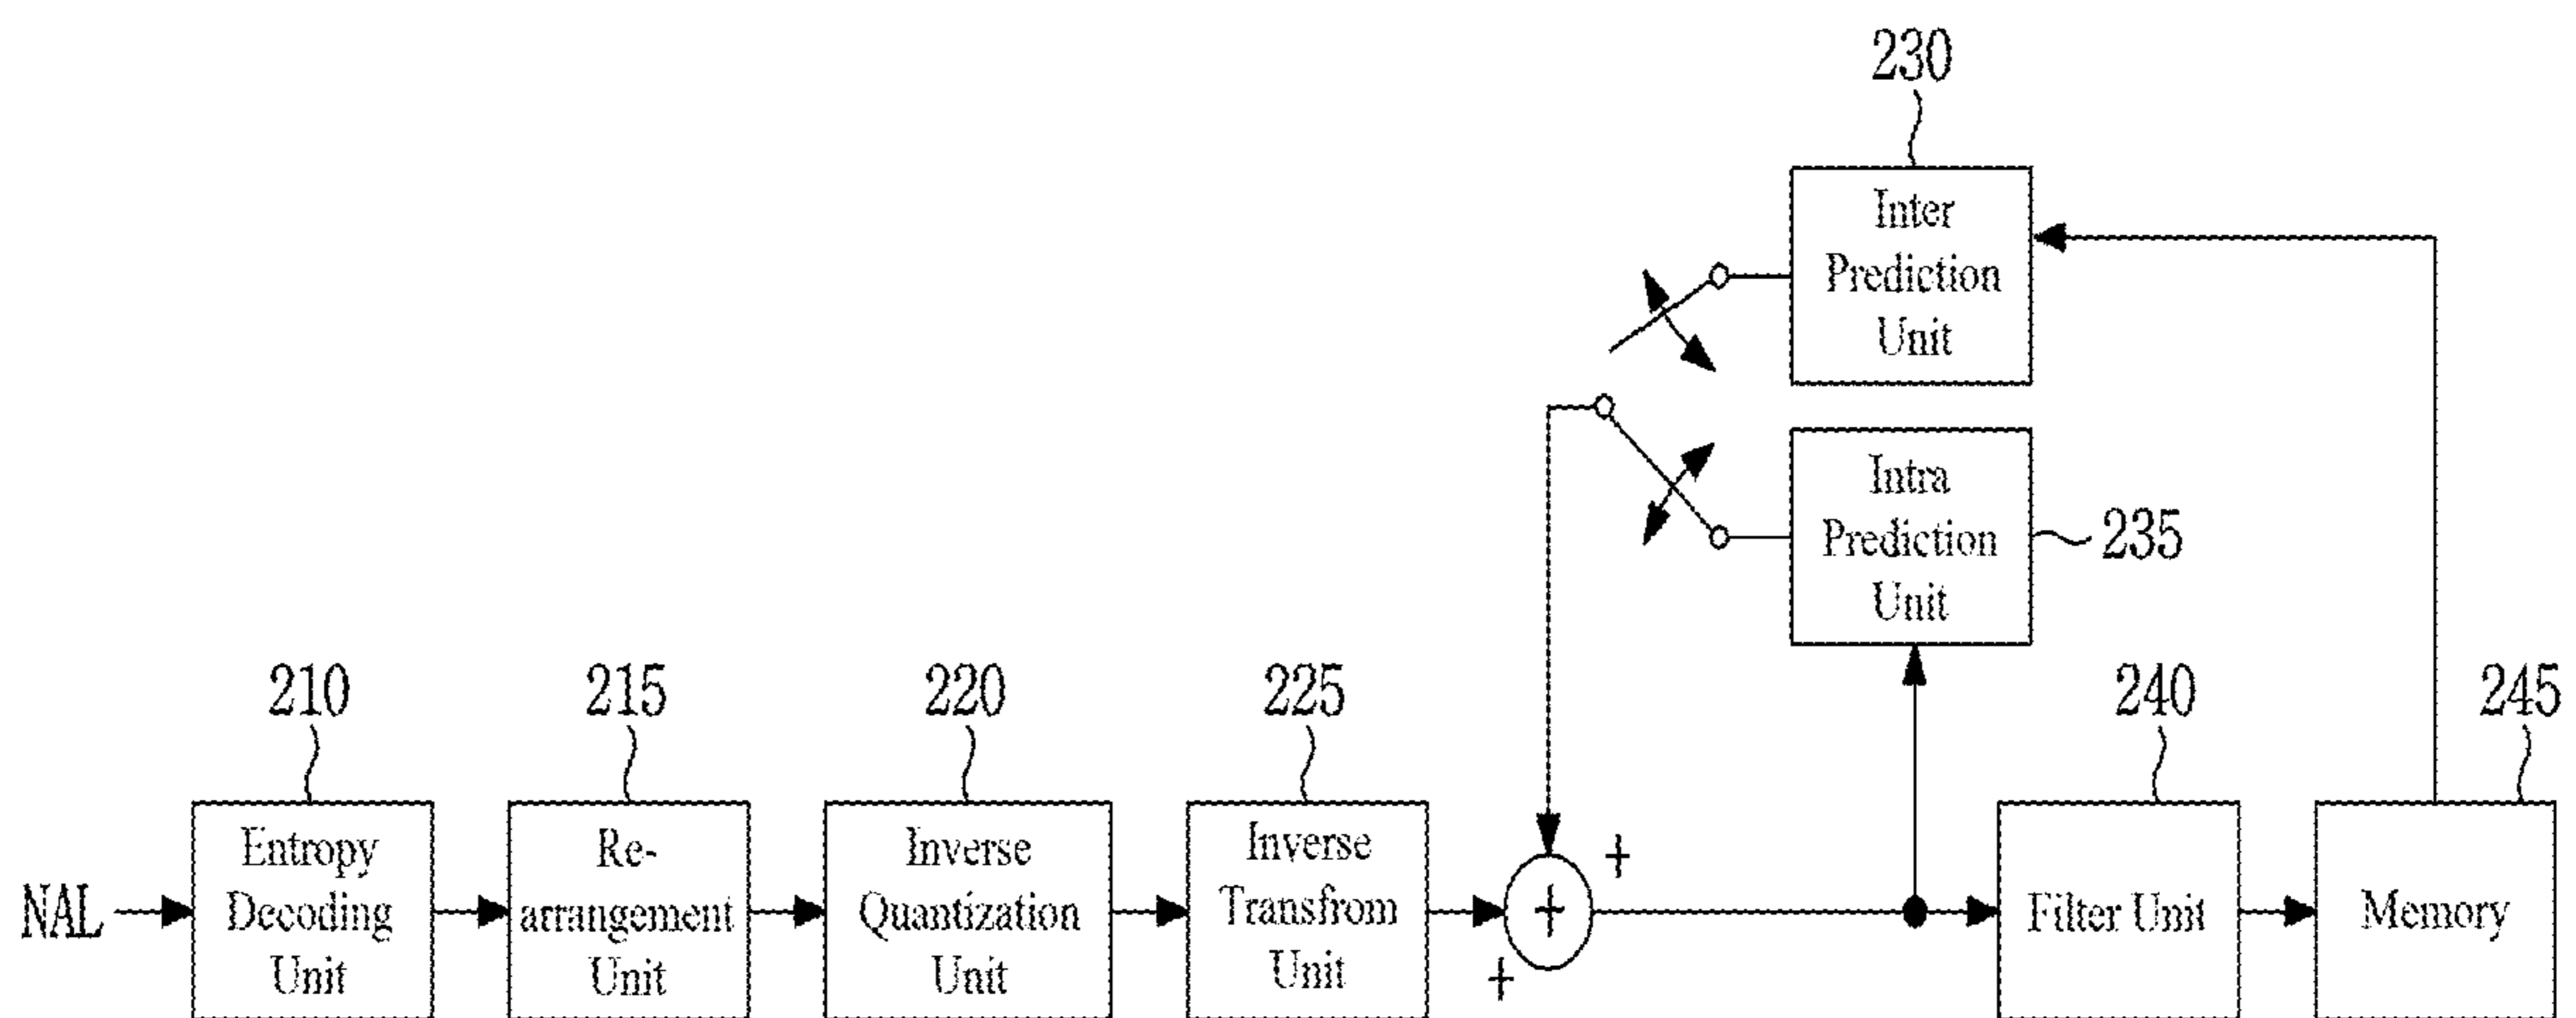 230
Inter
Prediction
Unit
Intra
Prediction
Unit
235
210
215
220
225
240
245
NAL
Entropy
Decoding
Unit
Re-
arrangement
Unit
Inverse
Quantization
Unit
Inverse
Transfrom
Unit
+
+
+
Filter Unit
Memory